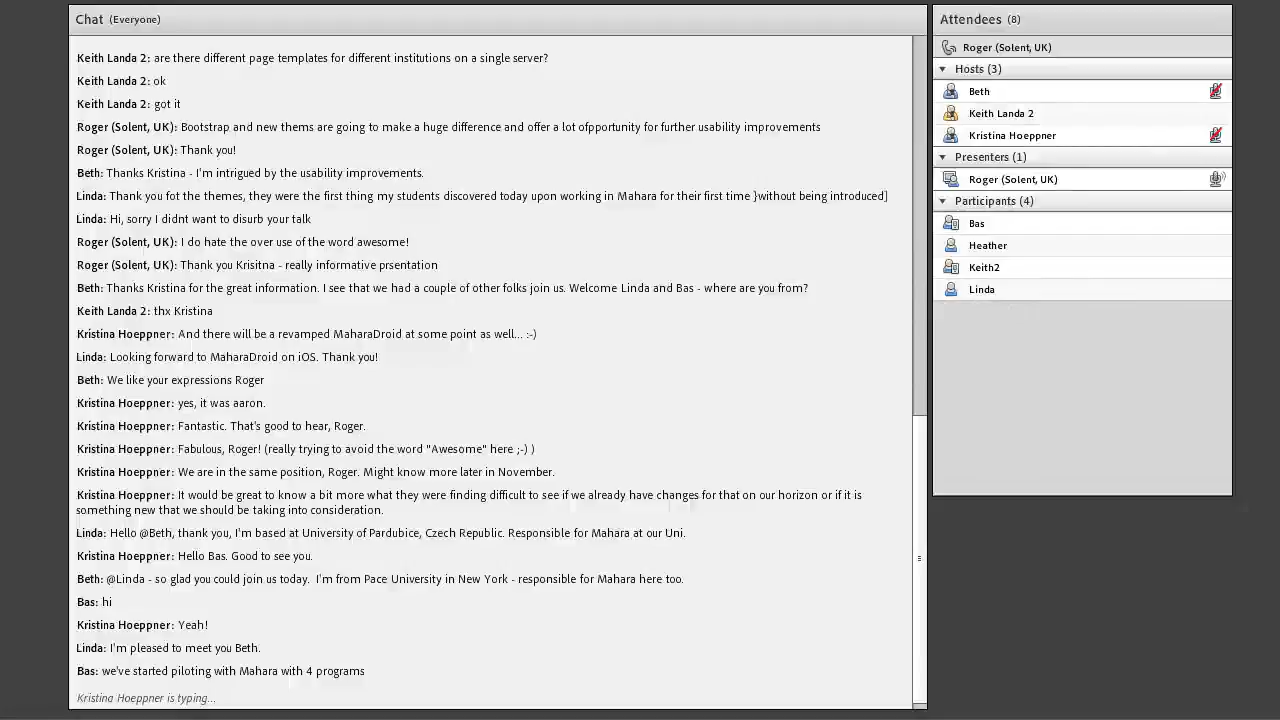 Chat (Everyone)
Keith Landa 2: are there different page templates for different institutions on a single server?
Keith Landa 2: ok
Keith Landa 2: got it
Roger (Solent, UK): Bootstrap and new thems are going to make a huge difference and offer a lot ofpportunity for further usability improvements
Roger (Solent, UK): Thank you!
Beth: Thanks Kristina - I'm intrigued by the usability improvements.
Linda: Thank you fot the themes, they were the first thing my students discovered today upon working in Mahara for their first time }without being introduced]
Linda: Hi, sorry I didnt want to disurb your talk
Roger (Solent, UK): I do hate the over use of the word awesome!
Roger (Solent, UK): Thank you Krisitna - really informative prsentation
Beth: Thanks Kristina for the great information. I see that we had a couple of other folks join us. Welcome Linda and Bas - where are you from?
Keith Landa 2: thx Kristina
Kristina Hoeppner: And there will be a revamped MaharaDroid at some point as well... :-)
Linda: Looking forward to MaharaDroid on iOS. Thank you!
Beth: We like your expressions Roger
Kristina Hoeppner: yes, it was aaron.
Kristina Hoeppner: Fantastic. That's good to hear, Roger.
Kristina Hoeppner: Fabulous, Roger! (really trying to avoid the word "Awesome" here ;-) )
Kristina Hoeppner: We are in the same position, Roger. Might know more later in November.
Kristina Hoeppner: It would be great to know a bit more what they were finding difficult to see if we already have changes for that on our horizon or if it is
something new that we should be taking into consideration.
Linda: Hello @Beth, thank you, I'm based at University of Pardubice, Czech Republic. Responsible for Mahara at our Uni.
Kristina Hoeppner: Hello Bas. Good to see you.
Beth: @Linda - so glad you could join us today. I'm from Pace University in New York - responsible for Mahara here too.
Bas: hi
Kristina Hoeppner: Yeah!
Linda: I'm pleased to meet you Beth.
Bas: we've started piloting with Mahara with 4 programs
Kristina Hoeppner is typing...
Attendees (8)
Roger (Solent, UK)
Hosts (3)
Beth
Keith Landa 2
Kristina Hoeppner
Presenters (1)
Roger (Solent, UK)
Participants (4)
Bas
Heather
Keith2
Linda